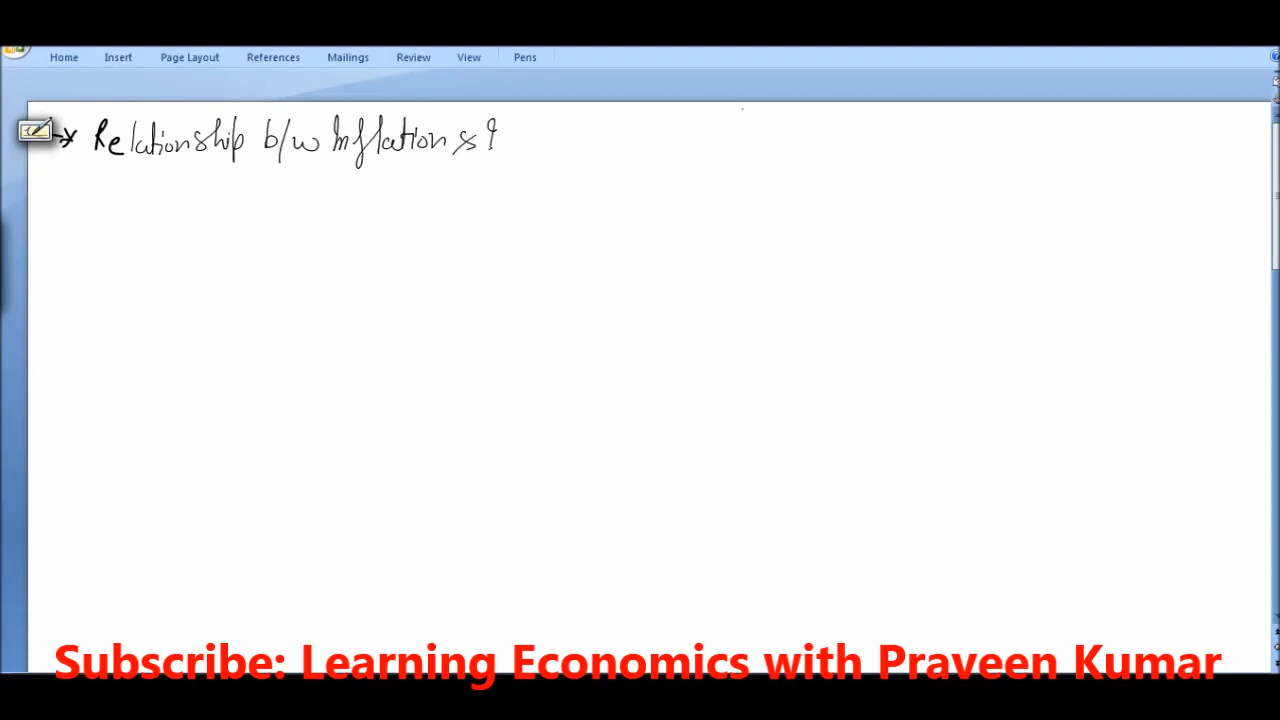 Home Insert Page Layout References Mailings Review View Pens
Relationship b/w Inflation &
Subscribe: Learning Economics with Praveen Kumar